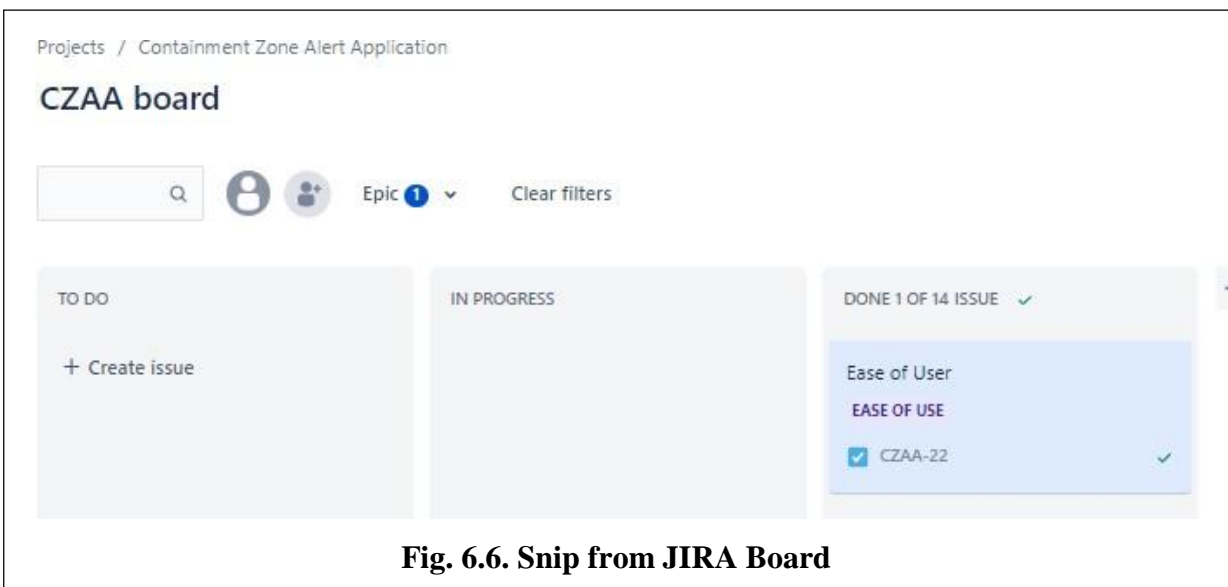 Projects / Containment Zone Alert Application
CZAA board
Epic 1 Clear filters
TO DO
+ Create issue
IN PROGRESS
DONE 1 OF 14 ISSUE
Ease of User
EASE OF USE
CZAA-22
Fig. 6.6. Snip from JIRA Board